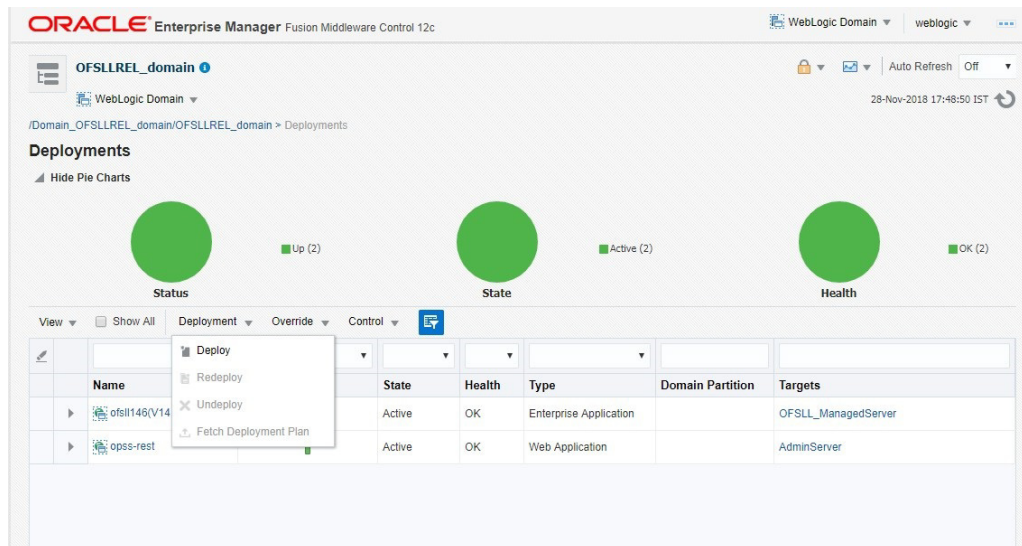 ORACLE Enterprise Manager Fusion Middleware Control 12c
WebLogic Domain weblogic
OFSLLREL_domain
Auto Refresh Off
WebLogic Domain
28-Nov-2018 17:48:50 IST
/Domain_OFSLLREL_domain/OFSLLREL_domain > Deployments
Deployments
Hide Pie Charts
Up (2)
Active (2)
OK (2)
Status State Health
View Show All Deployment Override Control
Deploy
Redeploy
Undeploy
Fetch Deployment Plan
Name State Health Type Domain Partition Targets
ofsll146(V14 Active OK Enterprise Application OFSLL_ManagedServer
opss-rest Active OK Web Application AdminServer